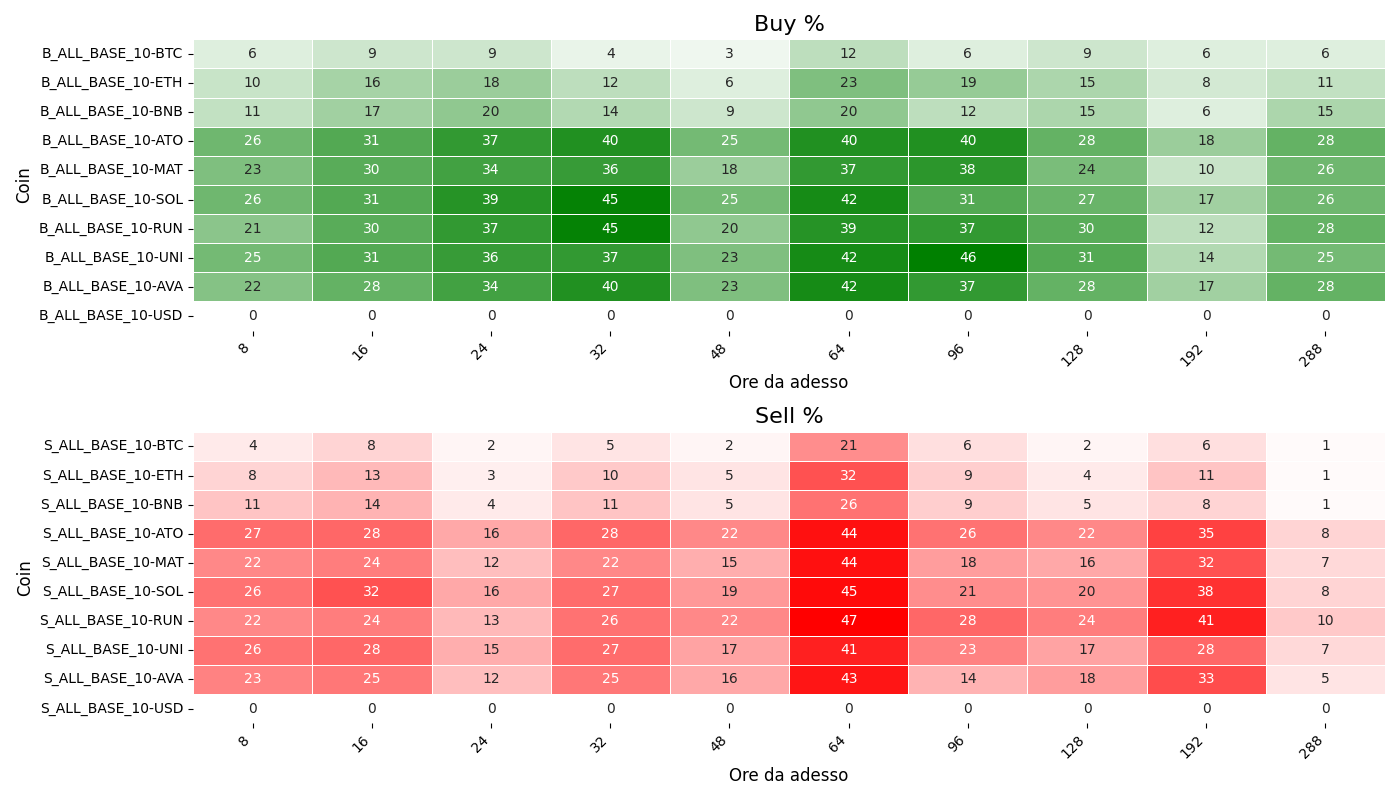 Buy %
B_ALL_BASE_10-BTC 6 9 9 4 3 12 6 9 6 6
B_ALL_BASE_10-ETH 10 16 18 12 6 23 19 15 8 11
B_ALL_BASE_10-BNB 11 17 20 14 9 20 12 15 6 15
B_ALL_BASE_10-ATO 26 31 37 40 25 40 40 28 18 28
B_ALL_BASE_10-MAT 23 30 34 36 18 37 38 24 10 26
B_ALL_BASE_10-SOL 26 31 39 45 25 42 31 27 17 26
B_ALL_BASE_10-RUN 21 30 37 45 20 39 37 30 12 28
B_ALL_BASE_10-UNI 25 31 36 37 23 42 46 31 14 25
B_ALL_BASE_10-AVA 22 28 34 40 23 42 37 28 17 28
B_ALL_BASE_10-USD 0 0 0 0 0 0 0 0 0 0
Coin
8 16 24 32 48 64 96 128 192 288
Ore da adesso
Sell %
S_ALL_BASE_10-BTC 4 8 2 5 2 21 6 2 6 1
S_ALL_BASE_10-ETH 8 13 3 10 5 32 9 4 11 1
S_ALL_BASE_10-BNB 11 14 4 11 5 26 9 5 8 1
S_ALL_BASE_10-ATO 27 28 16 28 22 44 26 22 35 8
S_ALL_BASE_10-MAT 22 24 12 22 15 44 18 16 32 7
S_ALL_BASE_10-SOL 26 32 16 27 19 45 21 20 38 8
S_ALL_BASE_10-RUN 22 24 13 26 22 47 28 24 41 10
S_ALL_BASE_10-UNI 26 28 15 27 17 41 23 17 28 7
S_ALL_BASE_10-AVA 23 25 12 25 16 43 14 18 33 5
S_ALL_BASE_10-USD 0 0 0 0 0 0 0 0 0 0
Coin
8 16 24 32 48 64 96 128 192 288
Ore da adesso